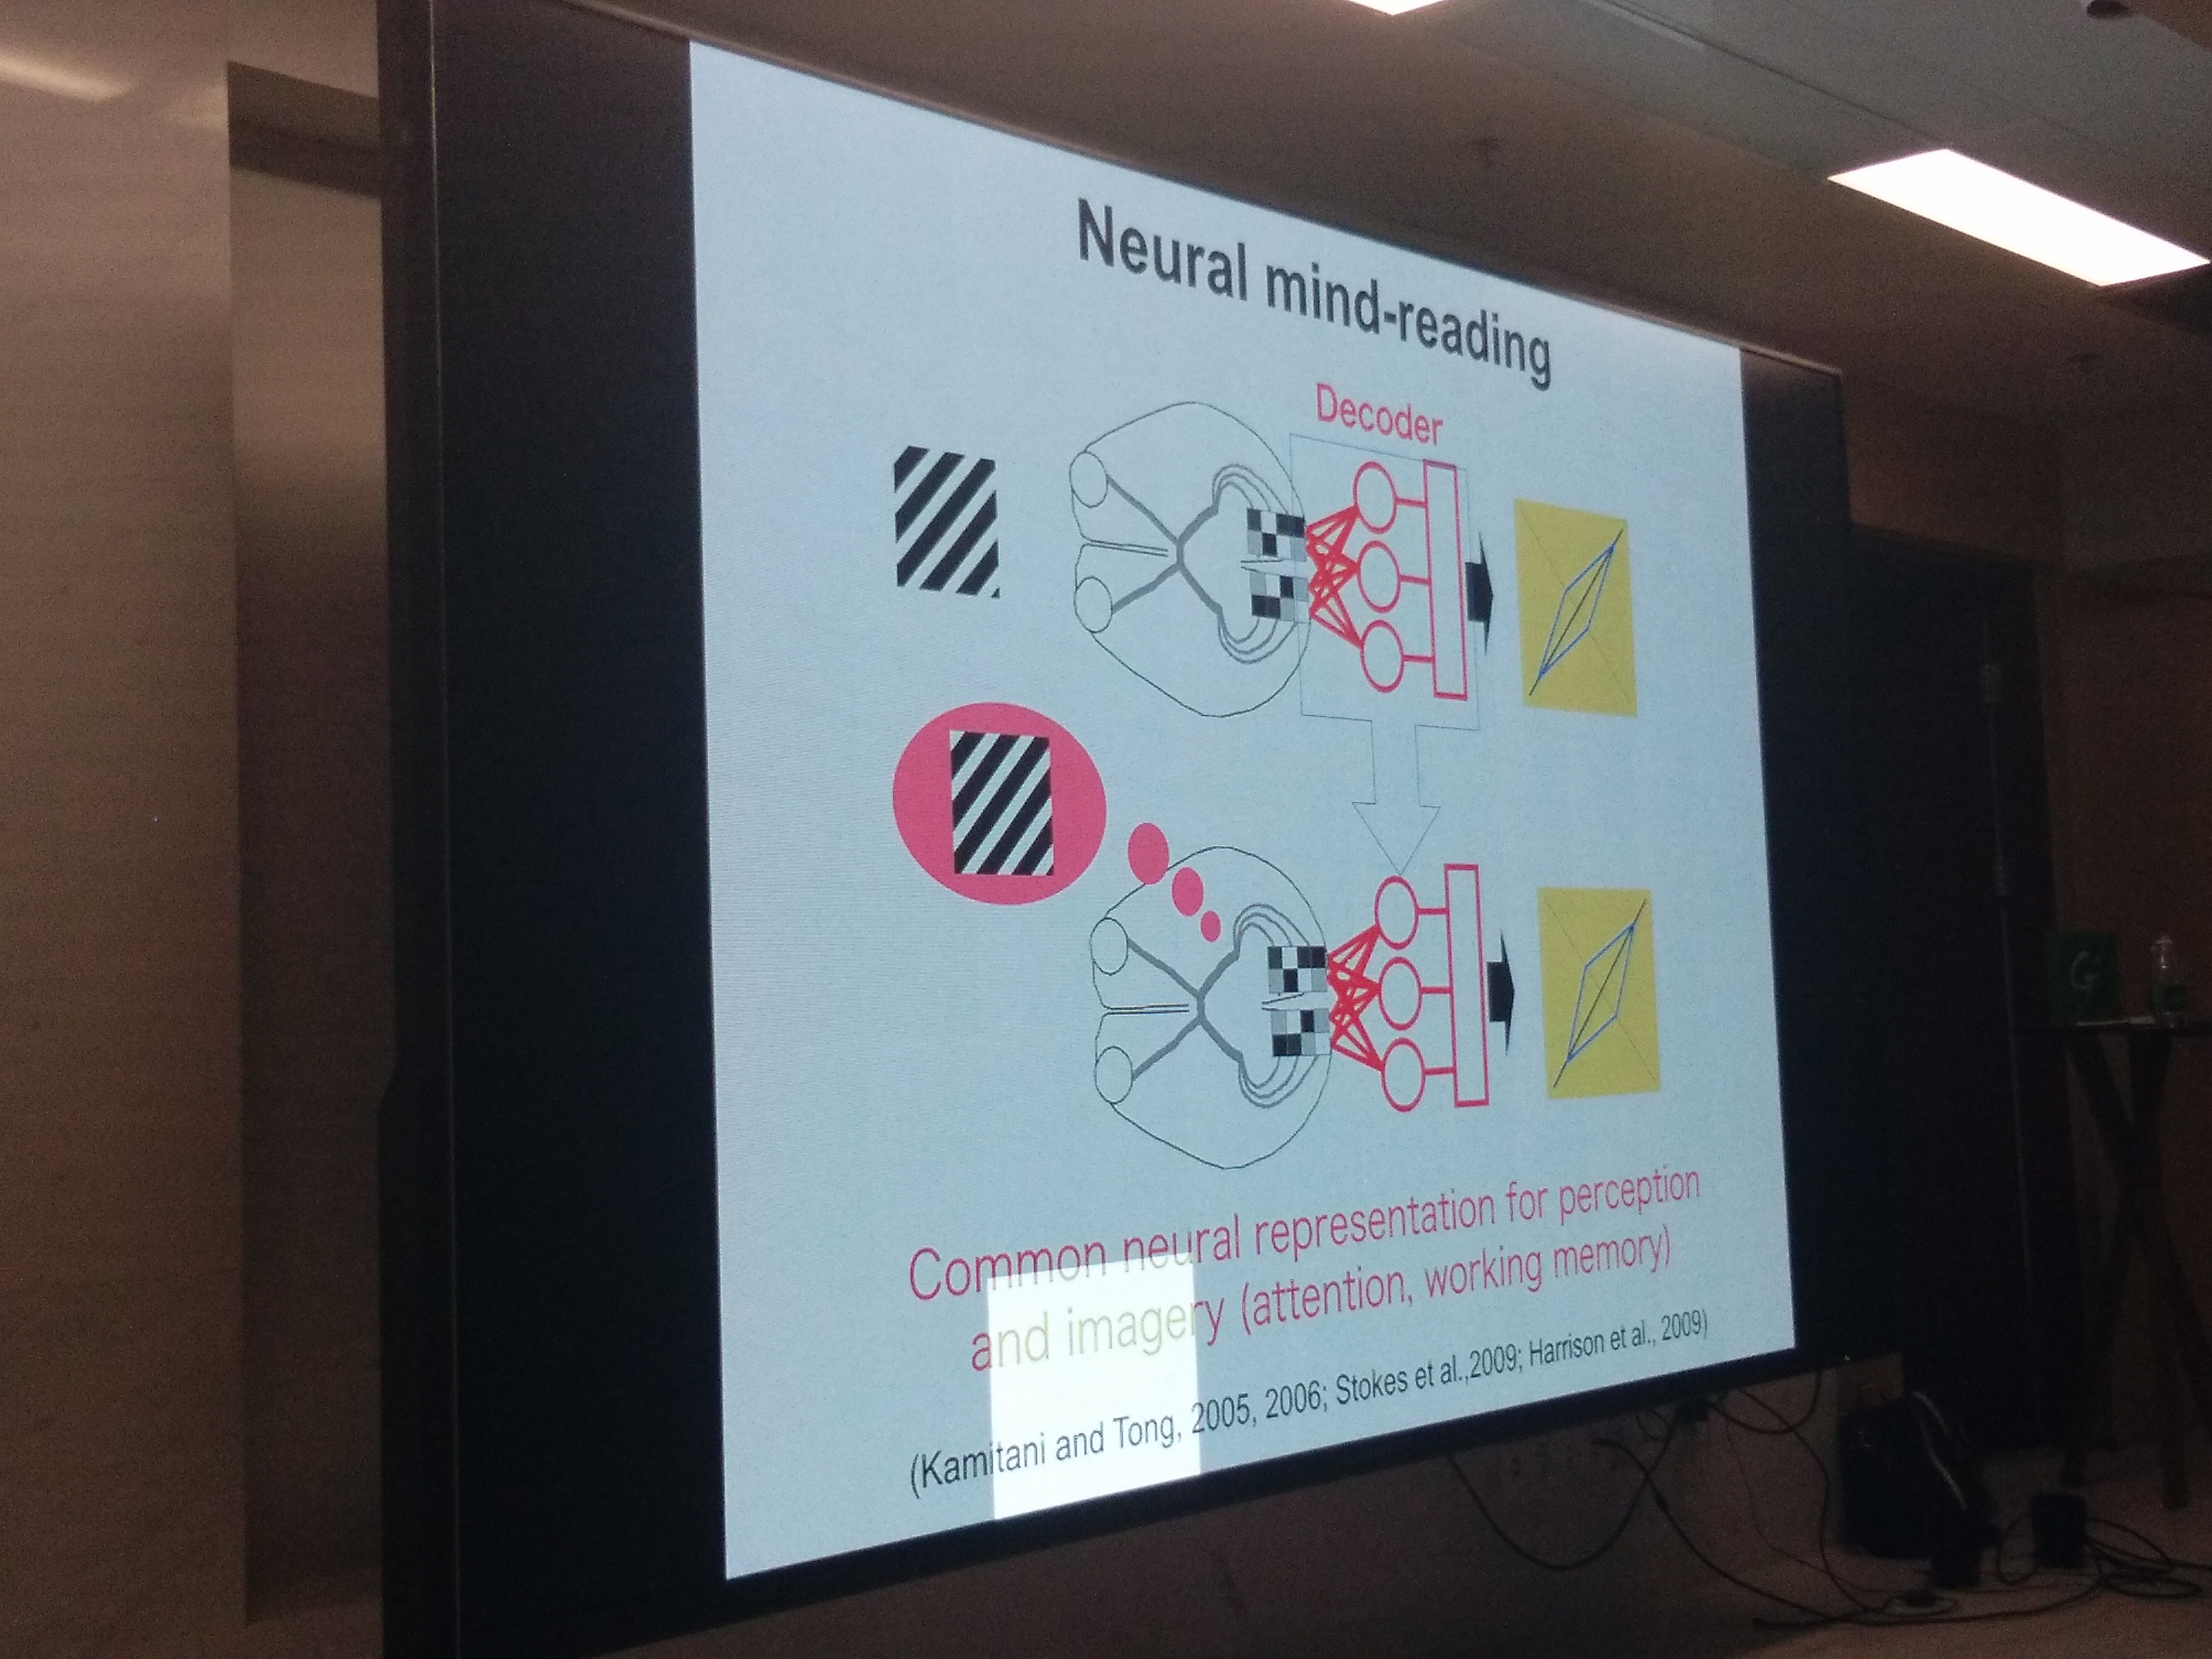 Neural mind-reading
Decoder
Common neural representation for perception
and imagery (attention, working memory)
(Kamitani and Tong, 2005, 2006; Stokes et al.,2009; Harrison et al., 2009)
G